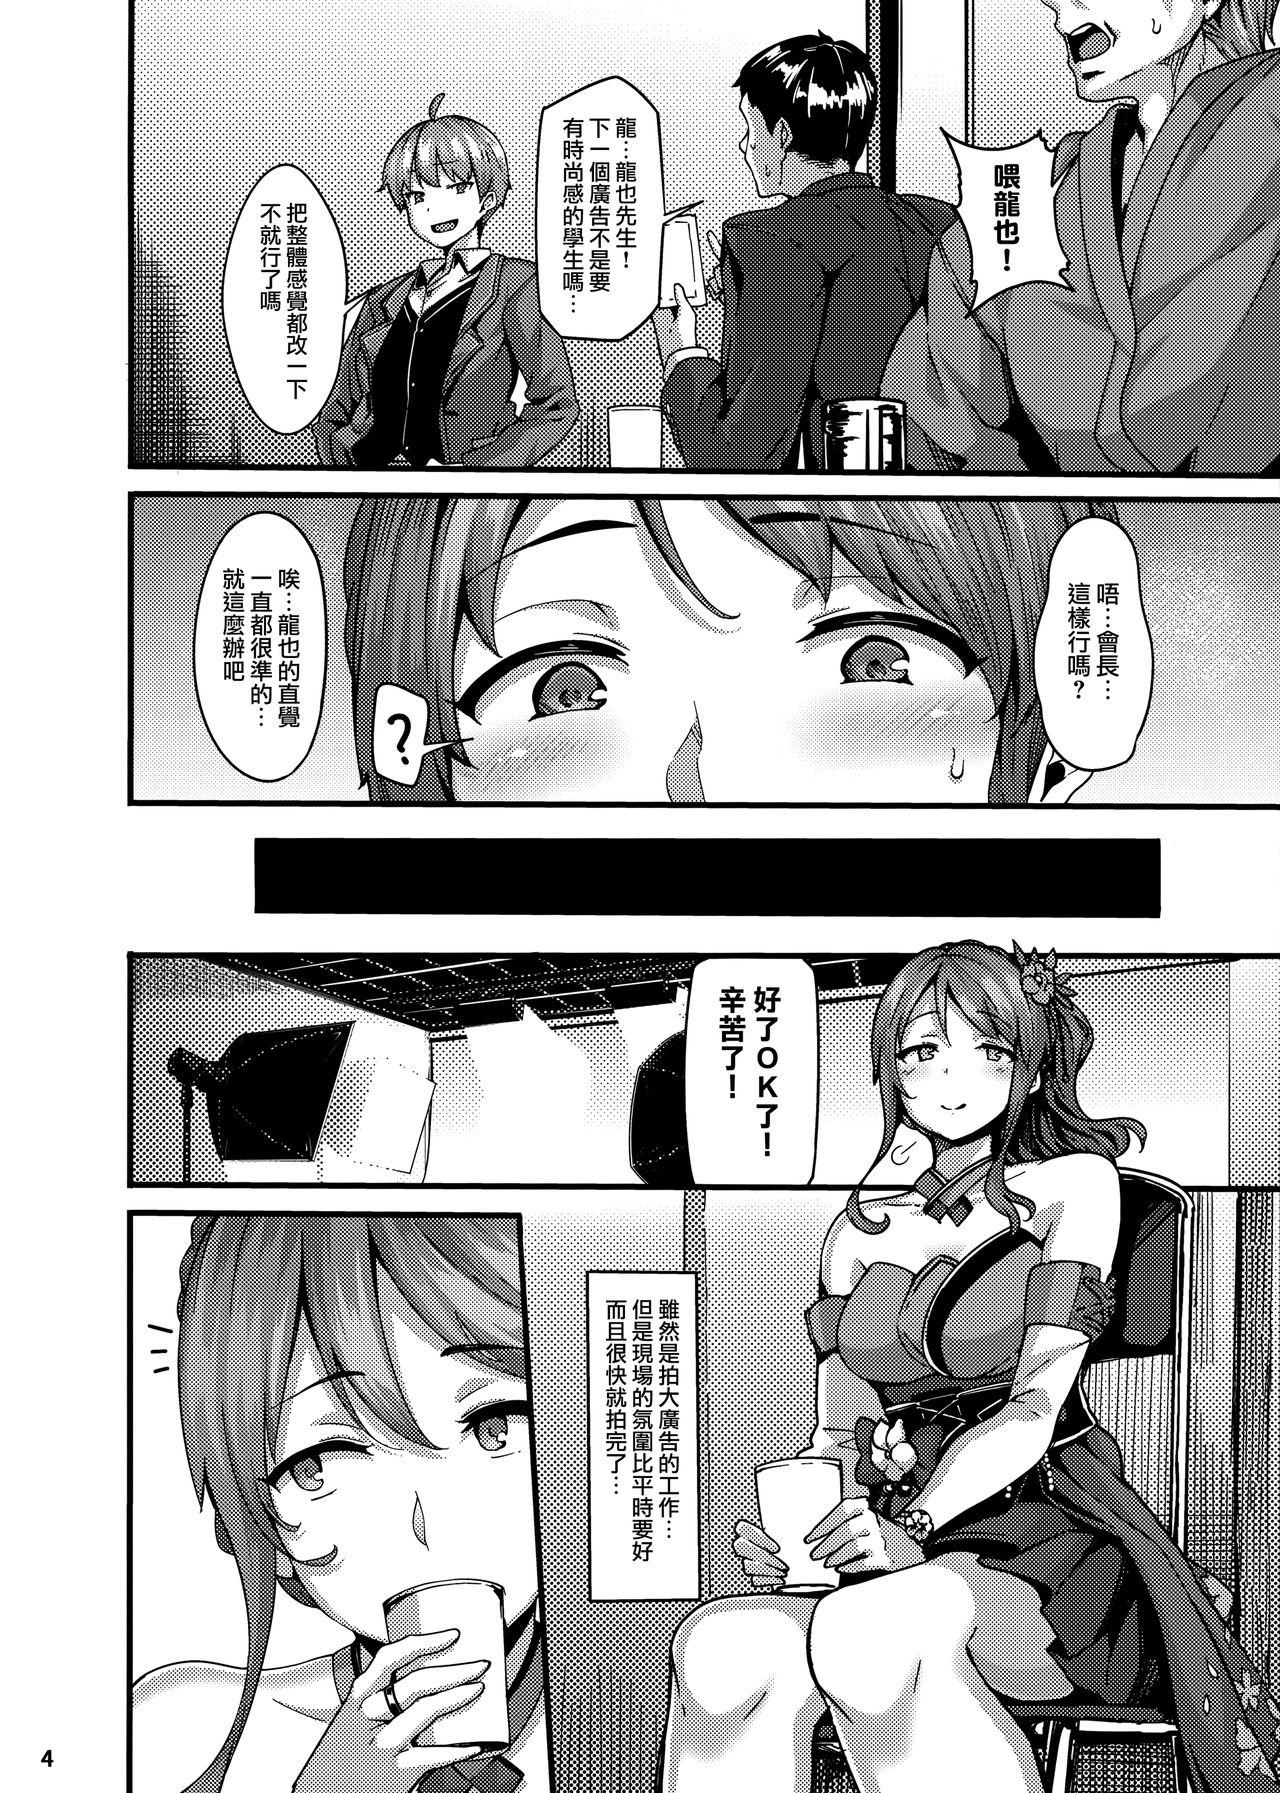 喂龍也！
龍…龍也先生！
下一個廣告不是要
有時尚感的學生嗎…
把整體感覺都改一下
不就行了嗎
唔…會長…
這樣行嗎？
？
唉…龍也的直覺
一直都很準的…
就這麼辦吧
好了OK了！
辛苦了！
雖然是拍大廣告的工作…
但是現場的氛圍比平時要好
而且很快就拍完了…
4